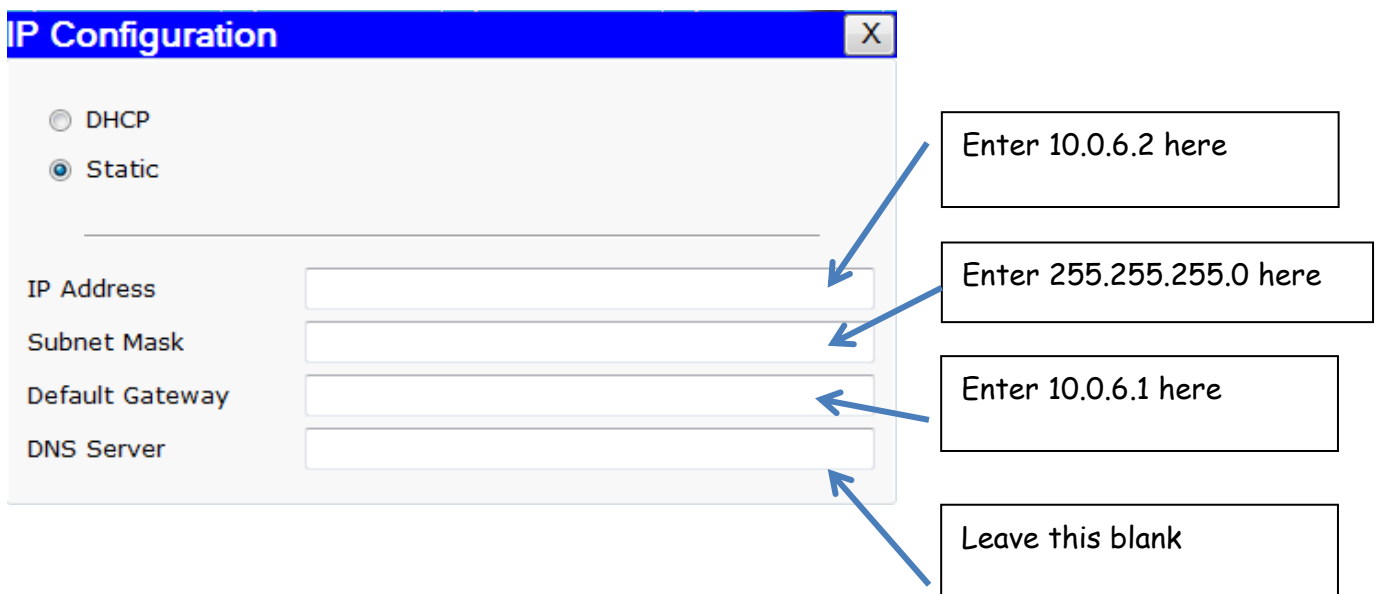 IP Configuration X
DHCP
Static
Enter 10.0.6.2 here
IP Address
Enter 255.255.255.0 here
Subnet Mask
Default Gateway
Enter 10.0.6.1 here
DNS Server
Leave this blank